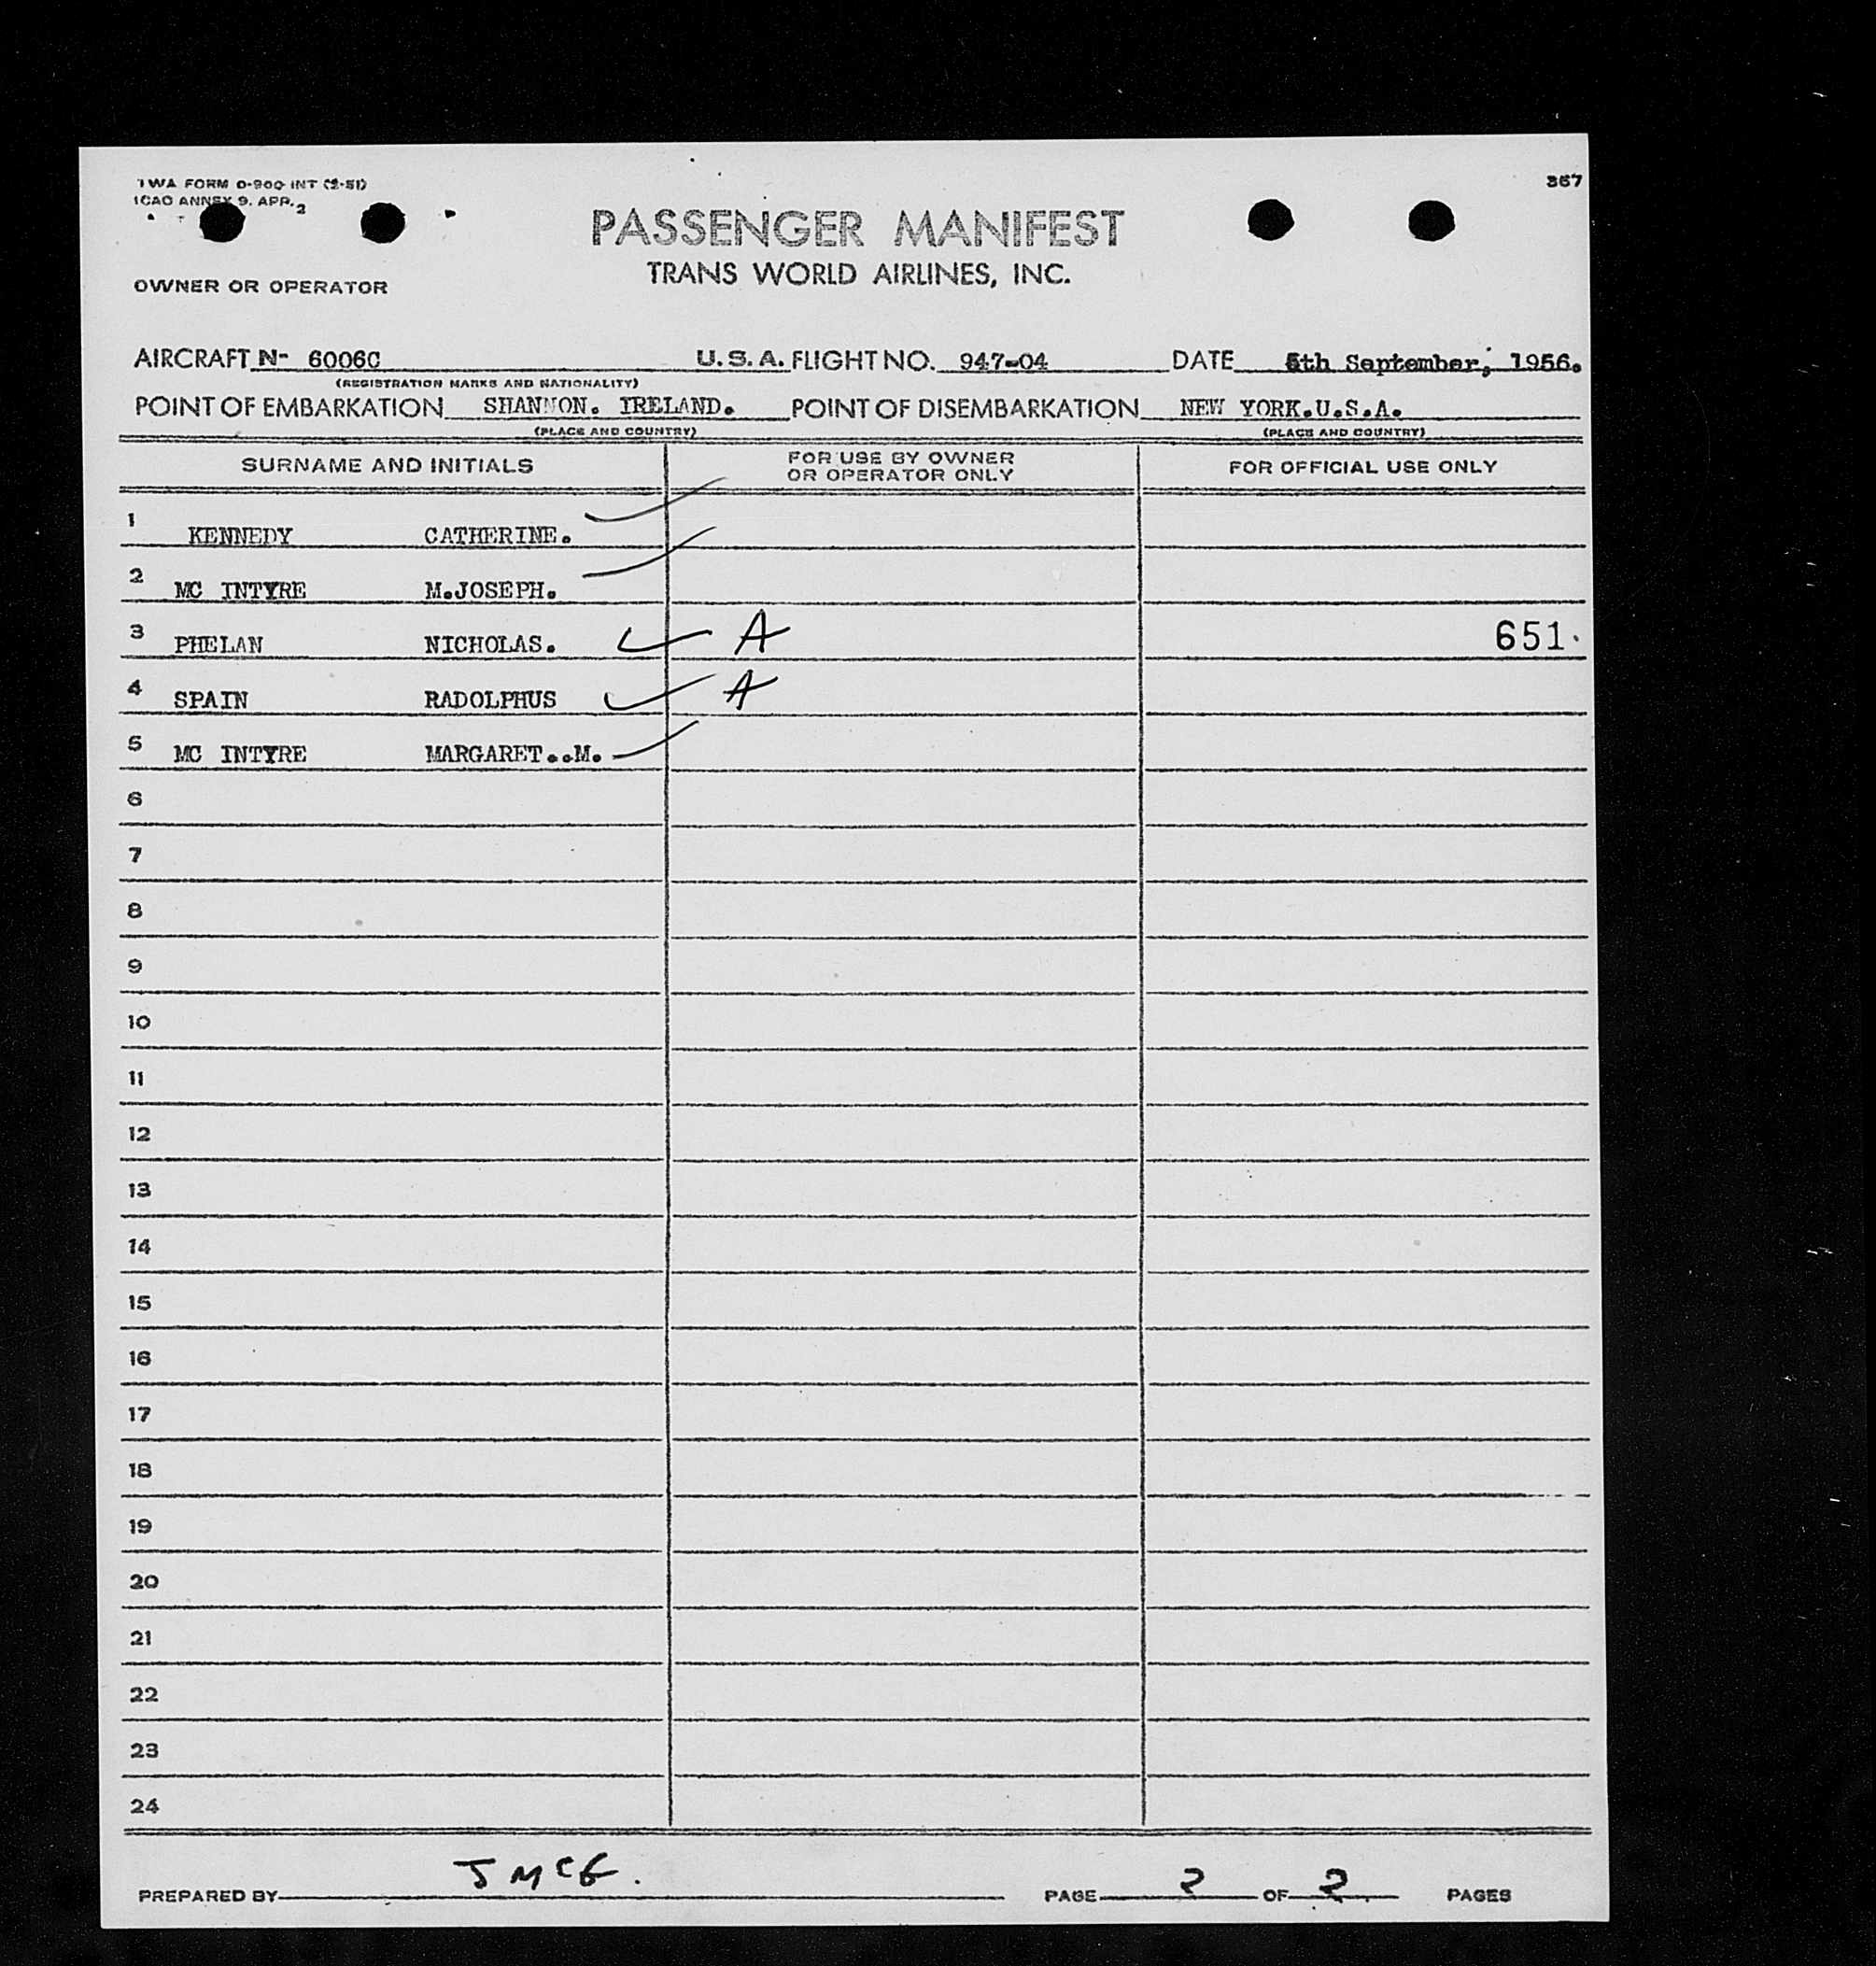 TWA FORM O-900 INT (2-51)
367
ICAO ANNEX 9. APP. 2
PASSENGER MANIFEST
TRANS WORLD AIRLINES, INC.
OWNER OR OPERATOR
AIRCRAFT N- 6006C U.S.A. FLIGHT NO. 947-04 DATE 5th September, 1956.
(REGISTRATION MARKS AND NATIONALITY)
POINT OF EMBARKATION SHANNON. IRELAND. POINT OF DISEMBARKATION NEW YORK.U.S.A.
(PLACE AND COUNTRY) (PLACE AND COUNTRY)
SURNAME AND INITIALS FOR USE BY OWNER OR OPERATOR ONLY FOR OFFICIAL USE ONLY
1 KENNEDY CATHERINE.
2 MC INTYRE M.JOSEPH.
3 PHELAN NICHOLAS. A 651.
4 SPAIN RADOLPHUS A
5 MC INTYRE MARGARET..M.
6
7
8
9
10
11
12
13
14
15
16
17
18
19
20
21
22
23
24
PREPARED BY PAGE 2 OF 2 PAGES